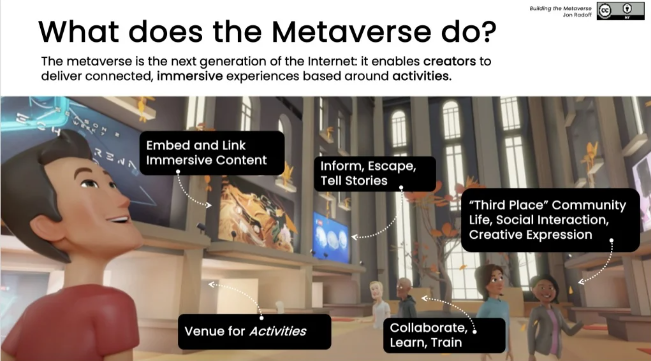 Building the Metaverse
Jon Radoff
CC
BY
What does the Metaverse do?
The metaverse is the next generation of the Internet: it enables creators to
deliver connected, immersive experiences based around activities.
Embed and Link
Immersive Content
Inform, Escape,
Tell Stories
"Third Place" Community
Life, Social Interaction,
Creative Expression
Venue for Activities
Collaborate,
Learn, Train